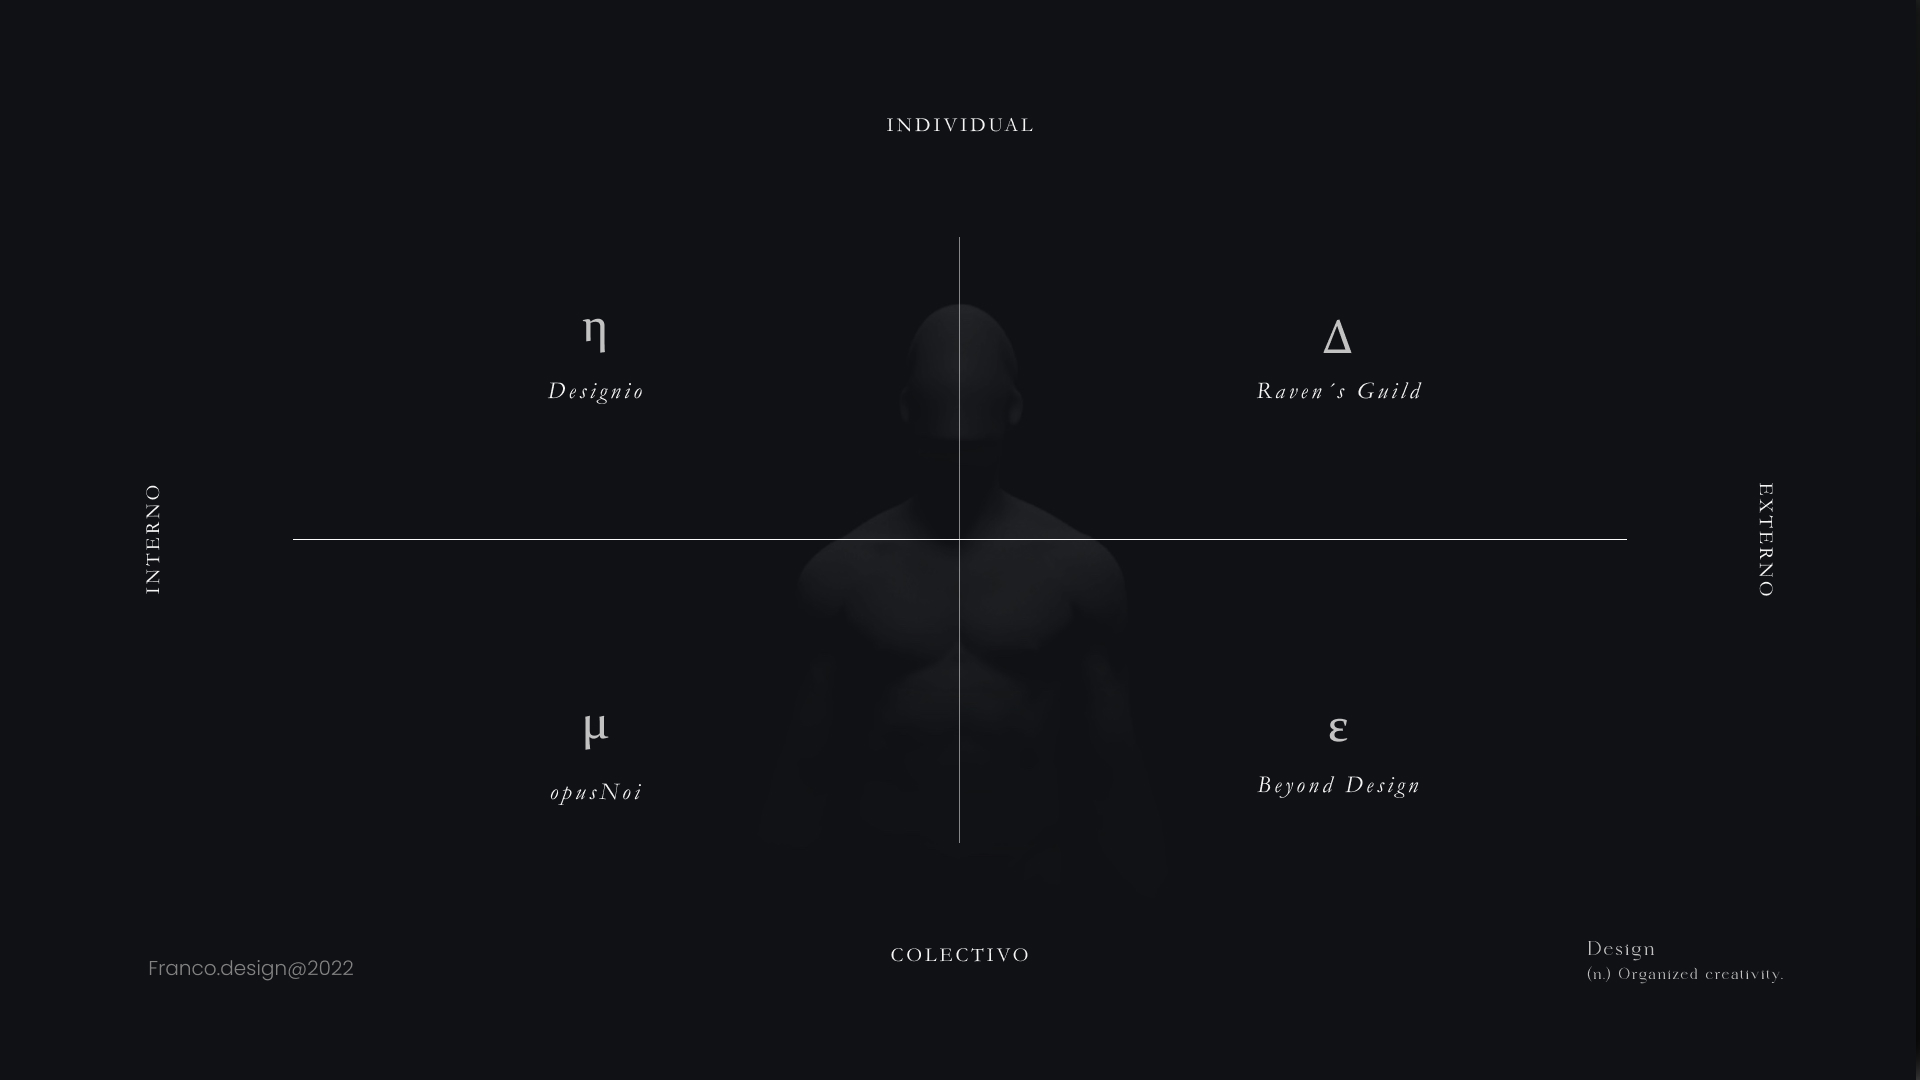 INDIVIDUAL
η
Δ
Designio
Raven´s Guild
INTERNO
EXTERNO
μ
ε
opusNoi
Beyond Design
COLECTIVO
Franco.design@2022
Design
(n.) Organized creativity.